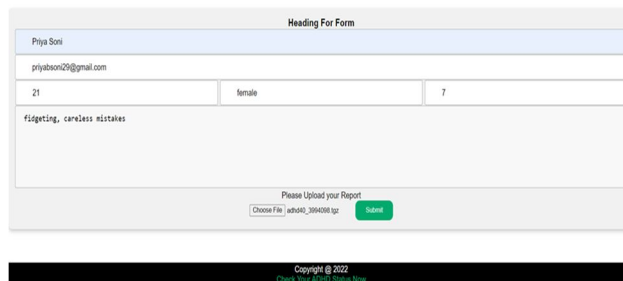 Heading For Form
Priya Soni
priyabsoni29@gmail.com
21 female 7
fidgeting, careless mistakes
Please Upload your Report
Choose File adhd40_3994098.tgz Submit
Copyright @ 2022
Check Your ADHD Status Now